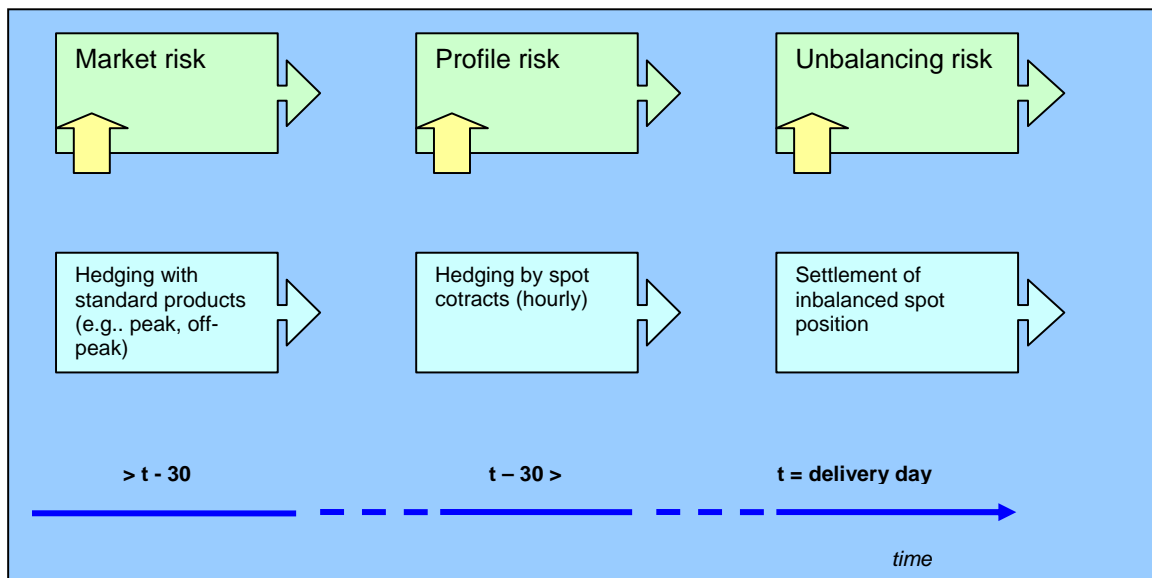 Market risk
Profile risk
Unbalancing risk
Hedging with
standard products
(e.g.. peak, off-
peak)
Hedging by spot
cotracts (hourly)
Settlement of
inbalanced spot
position
> t - 30
t – 30 >
t = delivery day
time